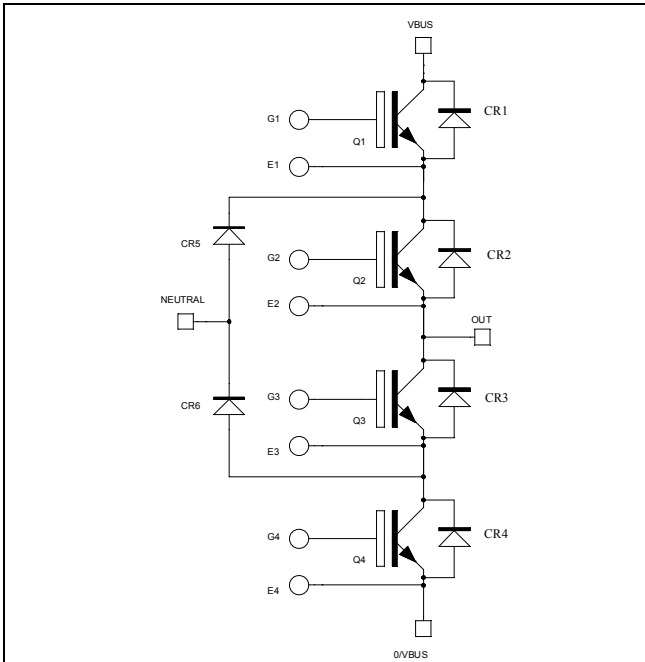 VBUS
G1
Q1
CR1
E1
CR5
G2
Q2
CR2
E2
NEUTRAL
OUT
CR6
G3
Q3
CR3
E3
G4
Q4
CR4
E4
0/VBUS